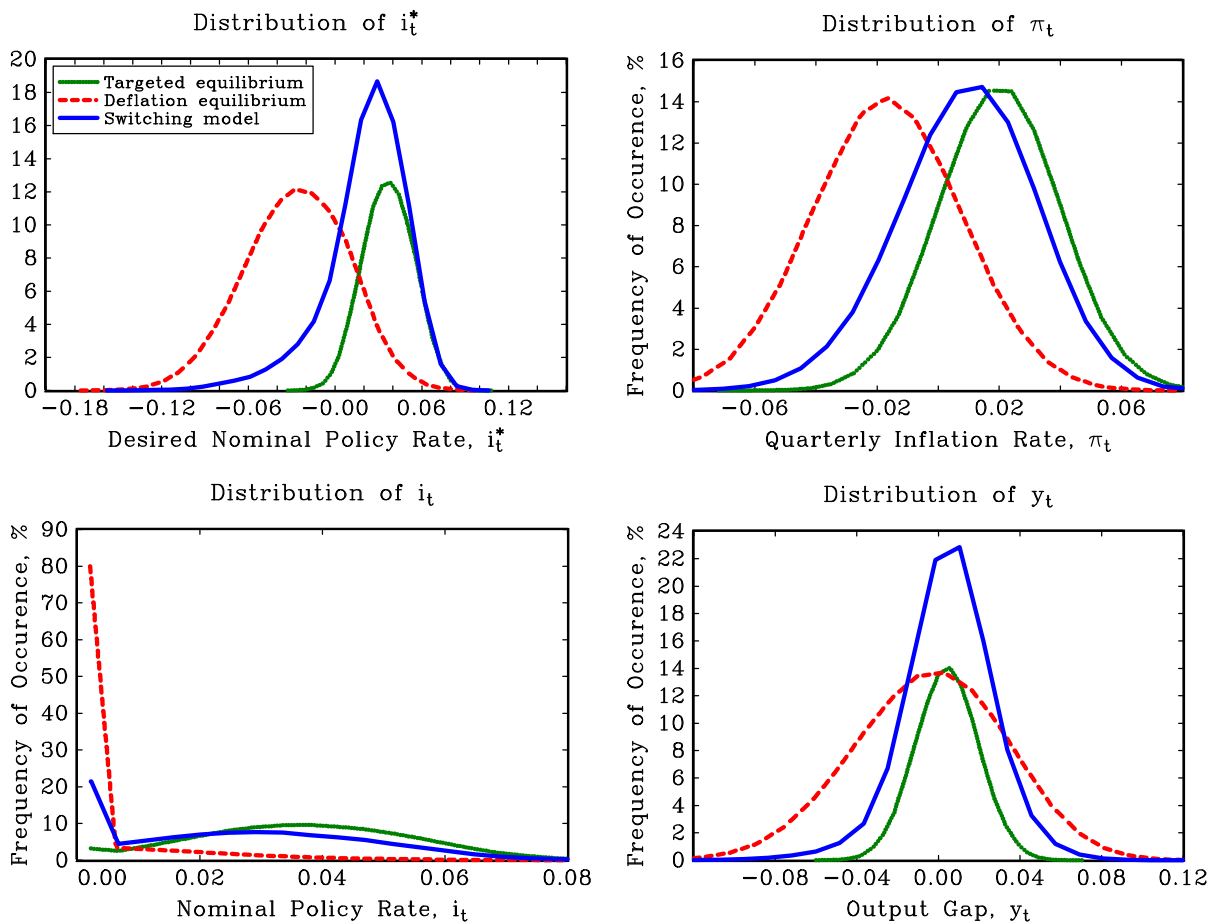 Distribution of i*t
20
18
16
14
12
10
8
6
4
2
0
Targeted equilibrium
Deflation equilibrium
Switching model
-0.18 -0.12 -0.06 -0.00 0.06 0.12
Desired Nominal Policy Rate, i*t
Distribution of πt
Frequency of Occurence, %
16
14
12
10
8
6
4
2
0
-0.06 -0.02 0.02 0.06
Quarterly Inflation Rate, πt
Distribution of it
Frequency of Occurence, %
90
80
70
60
50
40
30
20
10
0
0.00 0.02 0.04 0.06 0.08
Nominal Policy Rate, it
Distribution of yt
Frequency of Occurence, %
24
22
20
18
16
14
12
10
8
6
4
2
0
-0.08 -0.04 0.00 0.04 0.08 0.12
Output Gap, yt